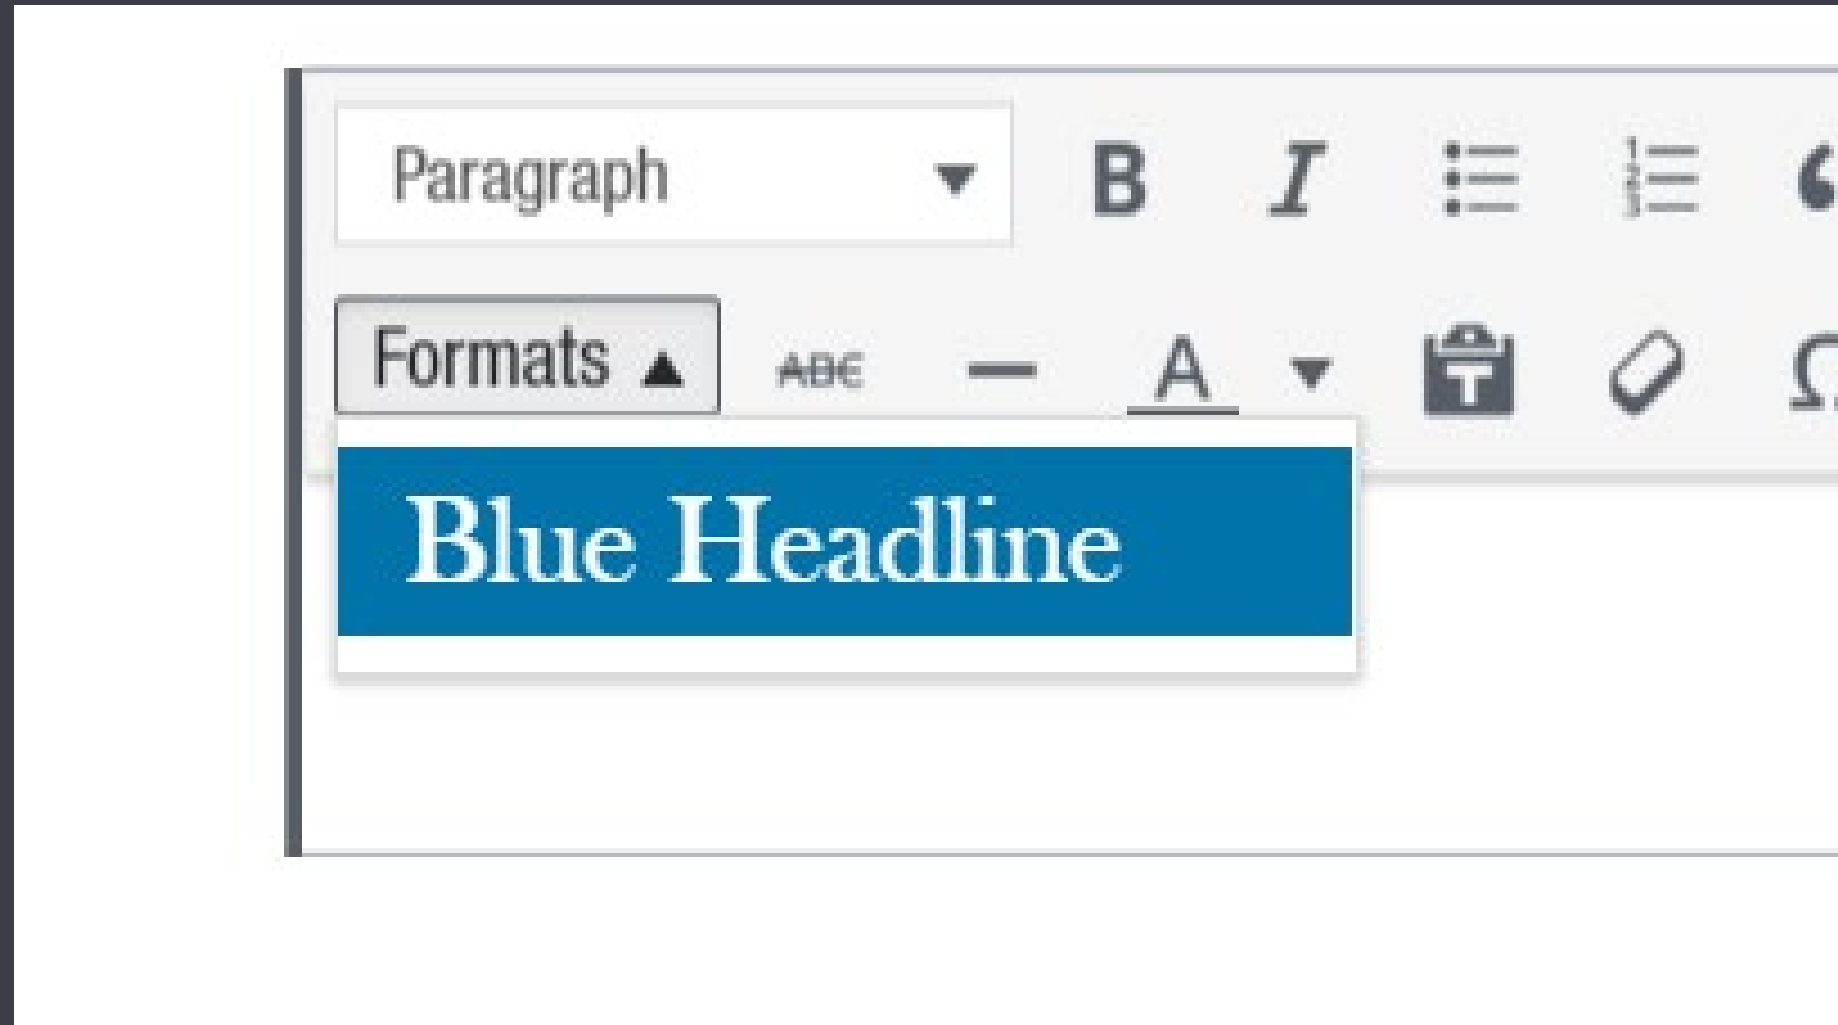 Paragraph B I
Formats ABC A T Ω
Blue Headline